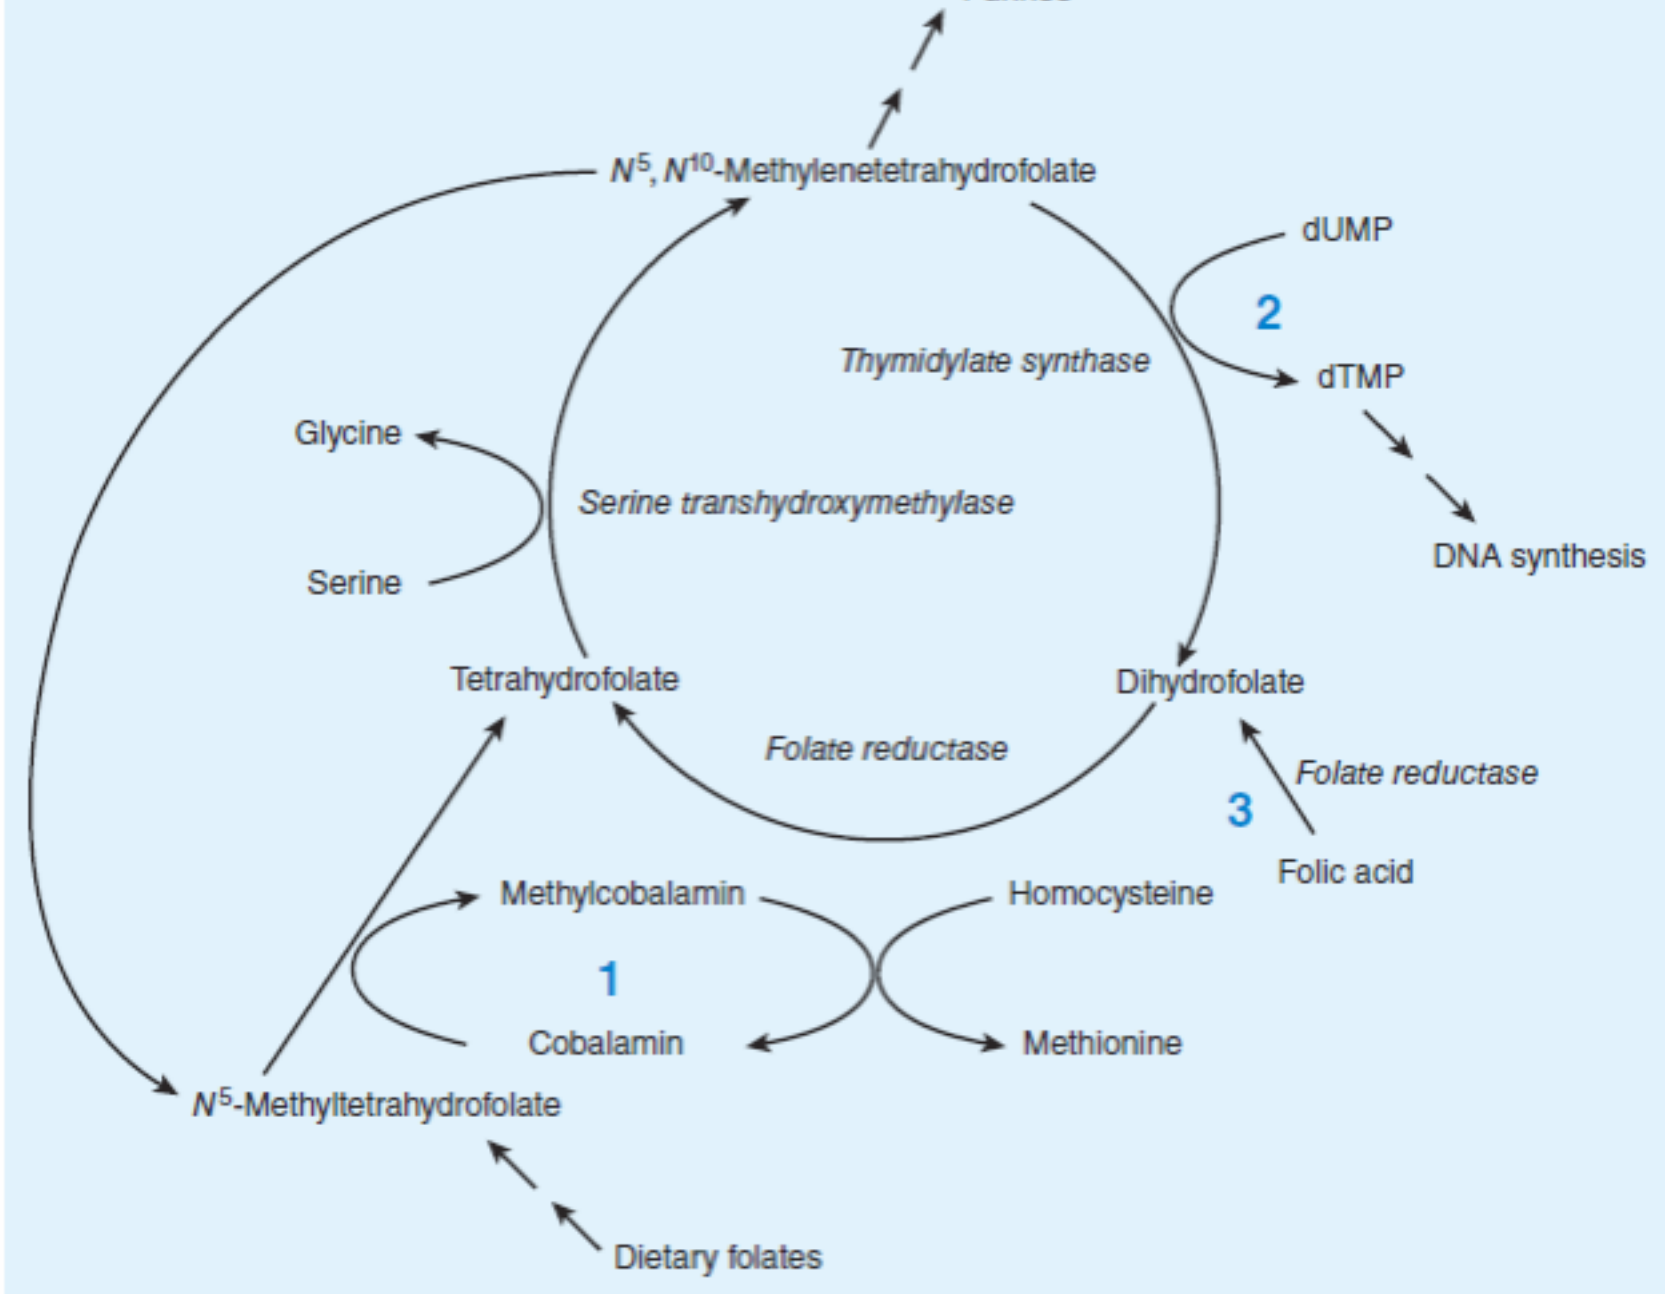 N5, N10-Methylenetetrahydrofolate
dUMP
2
Thymidylate synthase
dTMP
Glycine
Serine transhydroxymethylase
DNA synthesis
Serine
Tetrahydrofolate
Dihydrofolate
Folate reductase
Folate reductase
3
Folic acid
Methylcobalamin
Homocysteine
1
Cobalamin
Methionine
N5-Methyltetrahydrofolate
Dietary folates